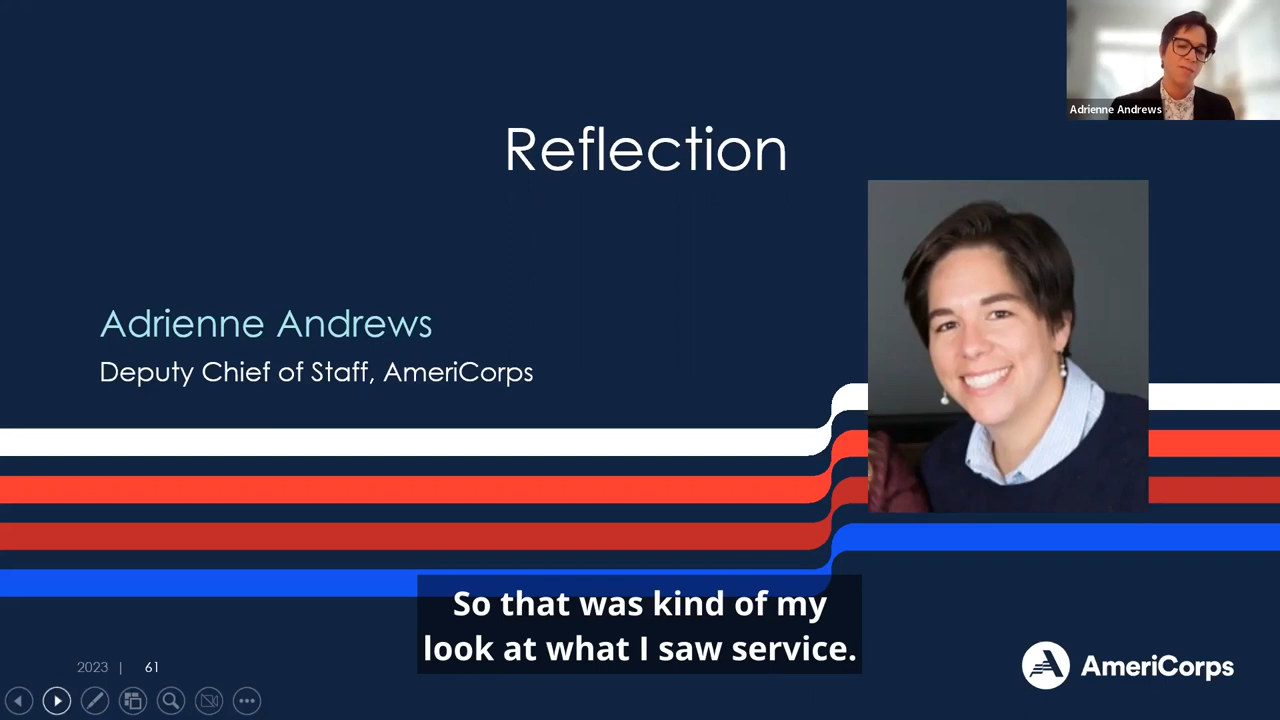 Adrienne Andrews
Reflection
Adrienne Andrews
Deputy Chief of Staff, AmeriCorps
So that was kind of my
look at what I saw service.
2023 | 61
AmeriCorps